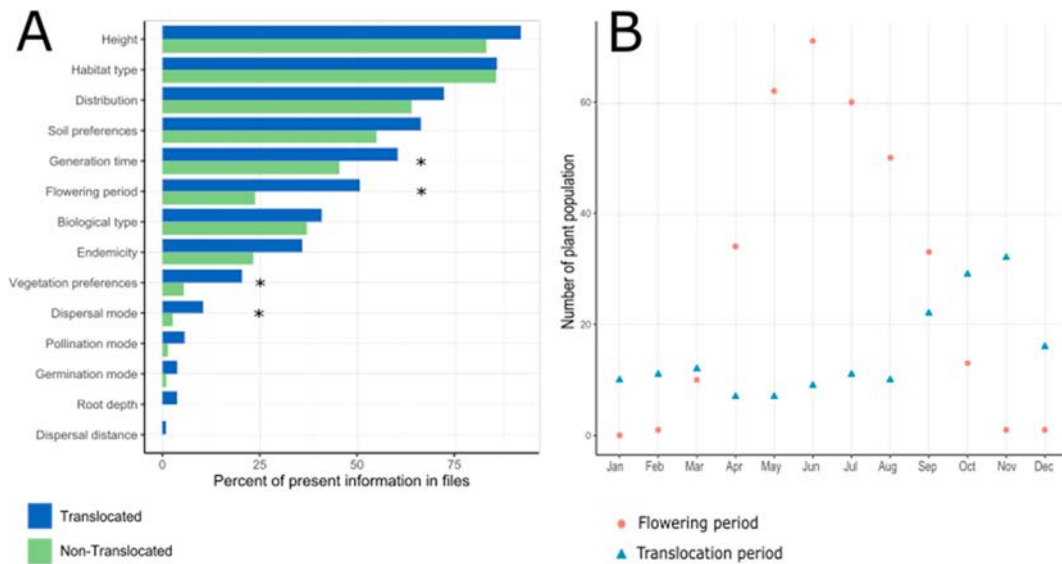 A
Height
Habitat type
Distribution
Soil preferences
Generation time
*
Flowering period
*
Biological type
Endemicity
Vegetation preferences
*
Dispersal mode
*
Pollination mode
Germination mode
Root depth
Dispersal distance
0 25 50 75
Percent of present information in files
Translocated
Non-Translocated
B
Number of plant population
60
40
20
0
Jan Feb Mar Apr May Jun Jul Aug Sep Oct Nov Dec
Flowering period
Translocation period